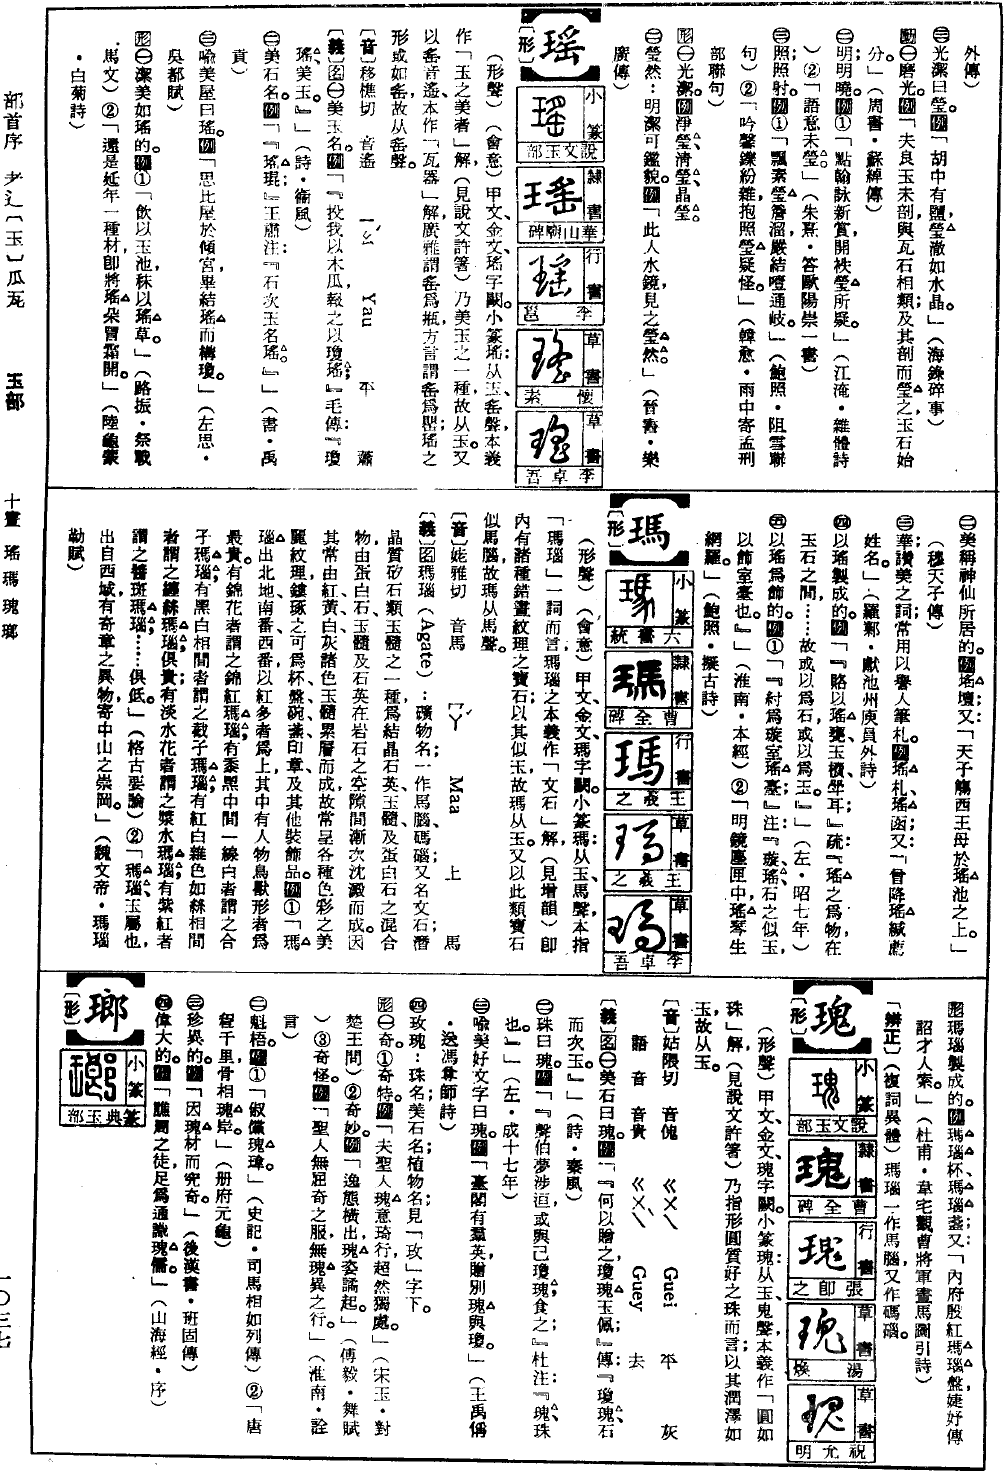 外傳）
㊂光潔曰瑩。例「胡中有鹽瑩澈如水晶。」（海錄碎事）
動㊀磨光。例「夫良玉未剖與瓦石相類；及其剖而瑩之，玉石始
分」（周書・蘇綽傳）
㊁明；明曉。例①「點翰詠新賞，開袟瑩所疑。」（江淹・雜體詩
）②「語意未瑩」（朱熹・答歐陽崇一書）
㊂照；照射。例①「飄素瑩簷溜，巖結噎通岐。」（鮑照・阻雪聯
句）②「吟馨鑠紛雜，抱照瑩疑怪。」（韓愈・雨中寄孟刑
部聯句）
形㊀光潔。例淨瑩、清瑩、晶瑩。
㊁瑩然：明潔可鑑貌。例「此人水鏡，見之瑩然。」（晉書・樂
廣傳）
瑤
〔形〕
小篆 說文玉部
隸書 華山廟碑
行書 李邕
草書 懷素
草書 李卓吾
（形聲）（會意）甲文、金文、瑤字闕。小篆瑤：从玉、䍃聲，本義
作「玉之美者」解（見說文許箸）乃美玉之一種，故从玉。又
以䍃音遙，本作「瓦器」解，廣雅謂䍃為瓶，方言謂䍃為罌；瑤之
形或如䍃，故从䍃聲。
〔音〕移樵切　音遙　ㄧㄠˊ　Yau　平　蕭
〔義〕名㊀美玉名。例「『投我以木瓜，報之以瓊瑤；』毛傳：『瓊
瑤，美玉。』」（詩・衞風）
㊁美石名。例「『瑤琨』王肅注：『石次玉名瑤。』」（書・禹
貢）
㊂喻美屋曰瑤。例「思比屋於傾宮，畢結瑤而構瓊。」（左思・
吳都賦）
形㊀潔美如瑤的。例①「飲以玉池，秣以瑤草。」（路振・祭戰
馬文）②「還是延年一種材，即將瑤朵冒霜開。」（陸龜蒙
・白菊詩）
㊁美稱神仙所居的。例瑤壇；又「天子觴西王母於瑤池之上。」
（穆天子傳）
㊂華；讚美之詞，常用以譽人筆札。例瑤札、瑤函；又「曾降瑤緘薦
姓名。」（羅鄴・獻池州庾員外詩）
㊃以瑤製成的。例「『賂以瑤甕、玉櫝、斝耳』疏：『瑤之為物，在
玉石之間……故或以為石，或以為玉。』」（左・昭七年）
㊄以瑤為飾的。例①「『紂為璇室、瑤臺』注：『璇、瑤，石之似玉，
以飾室臺也。』」（淮南・本經）②「明鏡塵匣中，瑤琴生
網羅。」（鮑照・擬古詩）
瑪
〔形〕
小篆 六書統
隸書 曹全碑
行書 王羲之
草書 王羲之
草書 李卓吾
（形聲）（會意）甲文、金文、瑪字闕。小篆瑪：从玉、馬聲，本指
「瑪瑙」一詞而言，瑪瑙之本義作「文石」解（見增韻）即
內有諸種錯畫紋理之寶石，以其似玉，故瑪从玉。又以此類寶石
似馬腦，故瑪从馬聲。
〔音〕姥雅切　音馬　ㄇㄚˇ　Maa　上　馬
〔義〕名瑪瑙（Agate）：礦物名，一作馬腦、碼碯，又名文石；潛
晶質矽石類，玉髓之一種，為結晶石英、玉髓、及蛋白石之混合
物，由蛋白石、玉髓及石英在岩石之空隙間漸次沈澱而成。因
其常由紅黃白灰諸色玉髓累層而成，故常呈各種色彩之美
麗紋理；鏤琢之可為杯、盤、碗、盞、印章及其他裝飾品。例①「瑪
瑙出北地、南番、西番，以紅多者為上，其中有人物鳥獸形者為
最貴。有錦花者謂之錦紅瑪瑙；有黍黑中間一線白者謂之合
子瑪瑙；有黑白相間者謂之截子瑪瑙；有紅白雜色如絲相間
者謂之纏絲瑪瑙；俱貴。有淡水花者謂之漿水瑪瑙；有紫紅者
謂之醬斑瑪瑙……俱低。」（格古要論）②「瑪瑙，玉屬也，
出自西域，有奇章之異物，寄中山之崇岡。」（魏文帝・瑪瑙
勒賦）
形瑪瑙製成的。例瑪瑙杯、瑪瑙盞；又「內府殷紅瑪瑙盤，婕妤傳
詔才人索。」（杜甫・韋宅觀曹將軍畫馬圖引詩）
〔辨正〕（複詞異體）瑪瑙一作馬腦，又作碼碯。
瑰
〔形〕
小篆 說文玉部
隸書 曹全碑
行書 張即之
草書 湯煥
草書 祝允明
（形聲）甲文、金文、瑰字闕。小篆瑰：从玉、鬼聲，本義作「圓如
珠」解（見說文許箸）乃指形圓質好之珠而言；以其潤澤如
玉，故从玉。
〔音〕姑隈切　音傀　ㄍㄨㄟ　Guei　平　灰
語音　音貴　ㄍㄨㄟˋ　Guey　去
〔義〕名㊀美石曰瑰。例「『何以贈之，瓊瑰玉佩。』傳：『瓊瑰，石
而次玉。』」（詩・秦風）
㊁珠曰瑰。例「『聲伯夢涉洹，或與己瓊瑰食之』杜注：『瑰，珠
也。』」（左・成十七年）
㊂喻美好文字曰瑰。例「臺閣有羣英，贈別瑰與瓊。」（王禹偁
・送馮韋師詩）
㊃玫瑰：珠名；美石名；植物名；見「玫」字下。
形㊀奇。①奇特。例「夫聖人瑰意琦行，超然獨處。」（宋玉・對
楚王問）②奇妙。例「逸態橫出，瑰姿譎起。」（傅毅・舞賦
）③奇怪。例「聖人無屈奇之服，無瑰異之行。」（淮南・詮
言）
㊁魁梧。例①「俶儻瑰瑋。」（史記・司馬相如列傳）②「唐
程千里骨相瑰岸。」（册府元龜）
㊂珍異的。例「因瑰材而究奇。」（後漢書・班固傳）
㊃偉大的。例「譙周之徒，足為通識瑰儒。」（山海經・序）
瑯
〔形〕
小篆 篆典玉部
部首序　
〔玉〕瓜瓦　玉部　十畫　瑤瑪瑰瑯　一〇三七